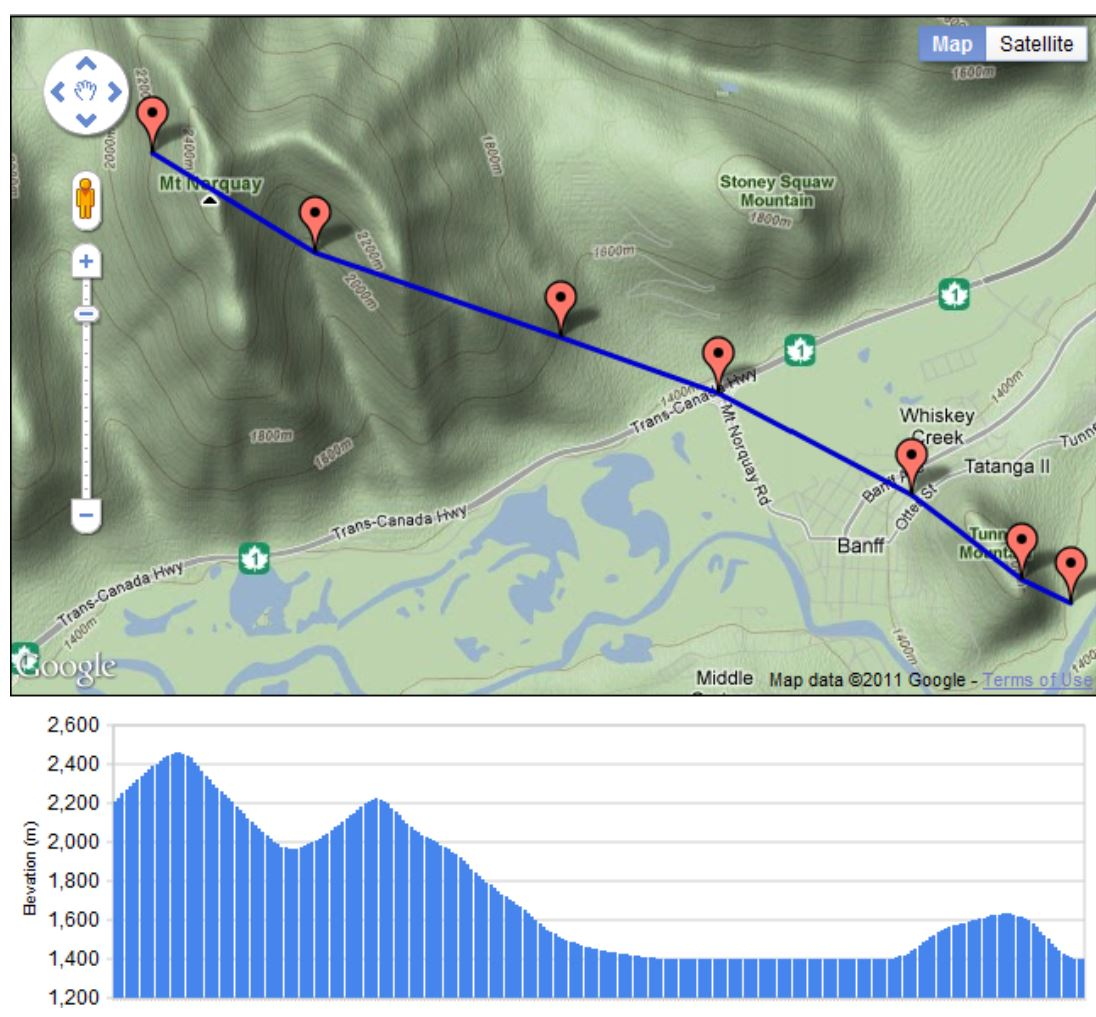 Map Satellite
2200m
1600m
2000m
2400m
1800m
Mt Norquay
Stoney Squaw
Mountain
1800m
2200m
1600m
2000m
1
1
1400m
Trans-Canada Hwy
1400m
Mt Norquay Rd
Whiskey
Creek
1800m
1600m
Banff
Tatanga II
Otter St
Trans-Canada Hwy
Banff
1
Trans-Canada Hwy
1400m
1400m
1400
Google
Middle
Map data ©2011 Google - Terms of Use
2,600
2,400
2,200
2,000
1,800
1,600
1,400
1,200
Elevation (m)